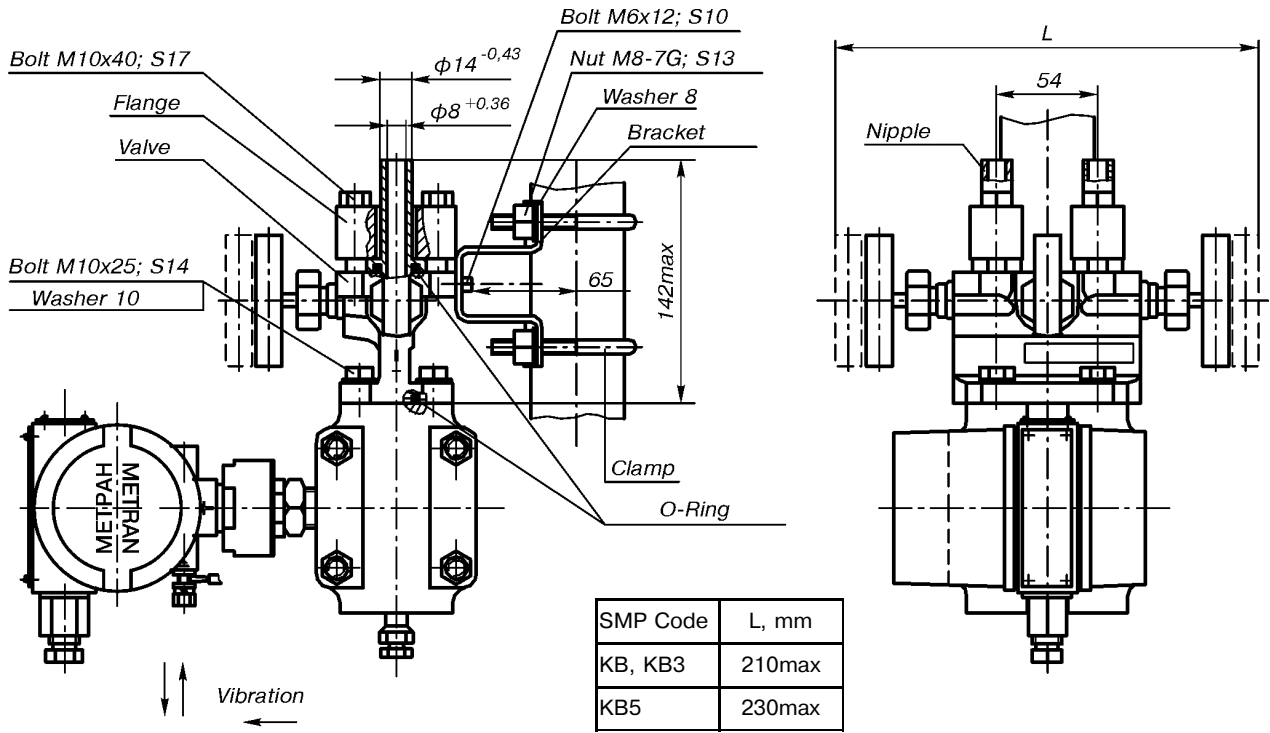 Bolt M6x12; S10
L
Bolt M10x40; S17
ϕ14 -0,43
Nut M8-7G; S13
54
Flange
ϕ8 +0.36
Washer 8
Valve
Bracket
Nipple
Bolt M10x25; S14
Washer 10
65
142max
Clamp
O-Ring
МЕТРАН
METRAN
SMP Code L, mm
KB, KB3 210max
KB5 230max
Vibration